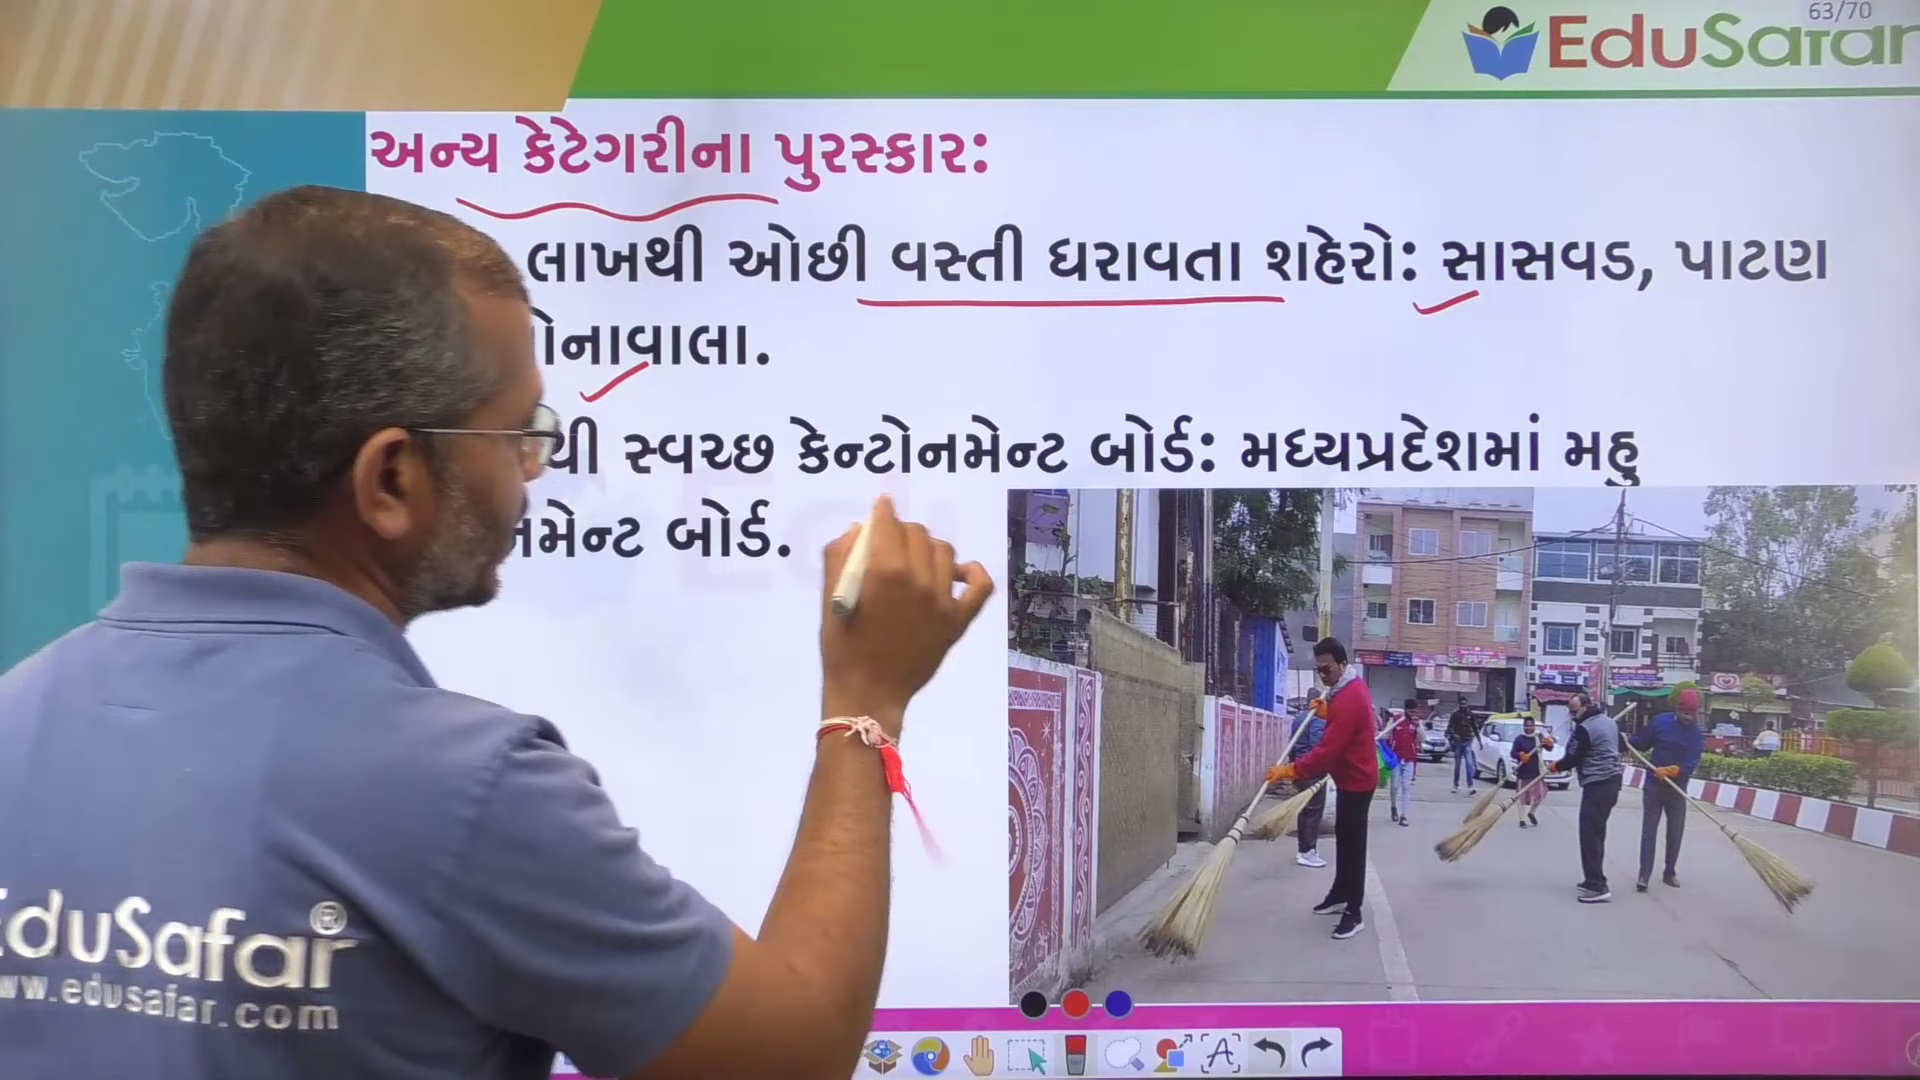 63/70
EduSafar
અન્ય કેટેગરીના પુરસ્કાર:
લાખથી ઓછી વસ્તી ધરાવતા શહેરો: સાસવડ, પાટણ
સ્વચ્છ કેન્ટોનમેન્ટ બોર્ડ: મધ્યપ્રદેશમાં મહુ
બોર્ડ.
EduSafar®
www.edusafar.com